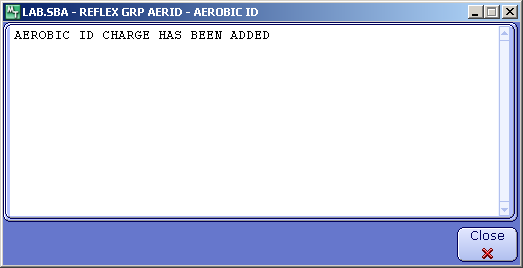 LAB.SBA - REFLEX GRP AERID - AEROBIC ID
AEROBIC ID CHARGE HAS BEEN ADDED
Close